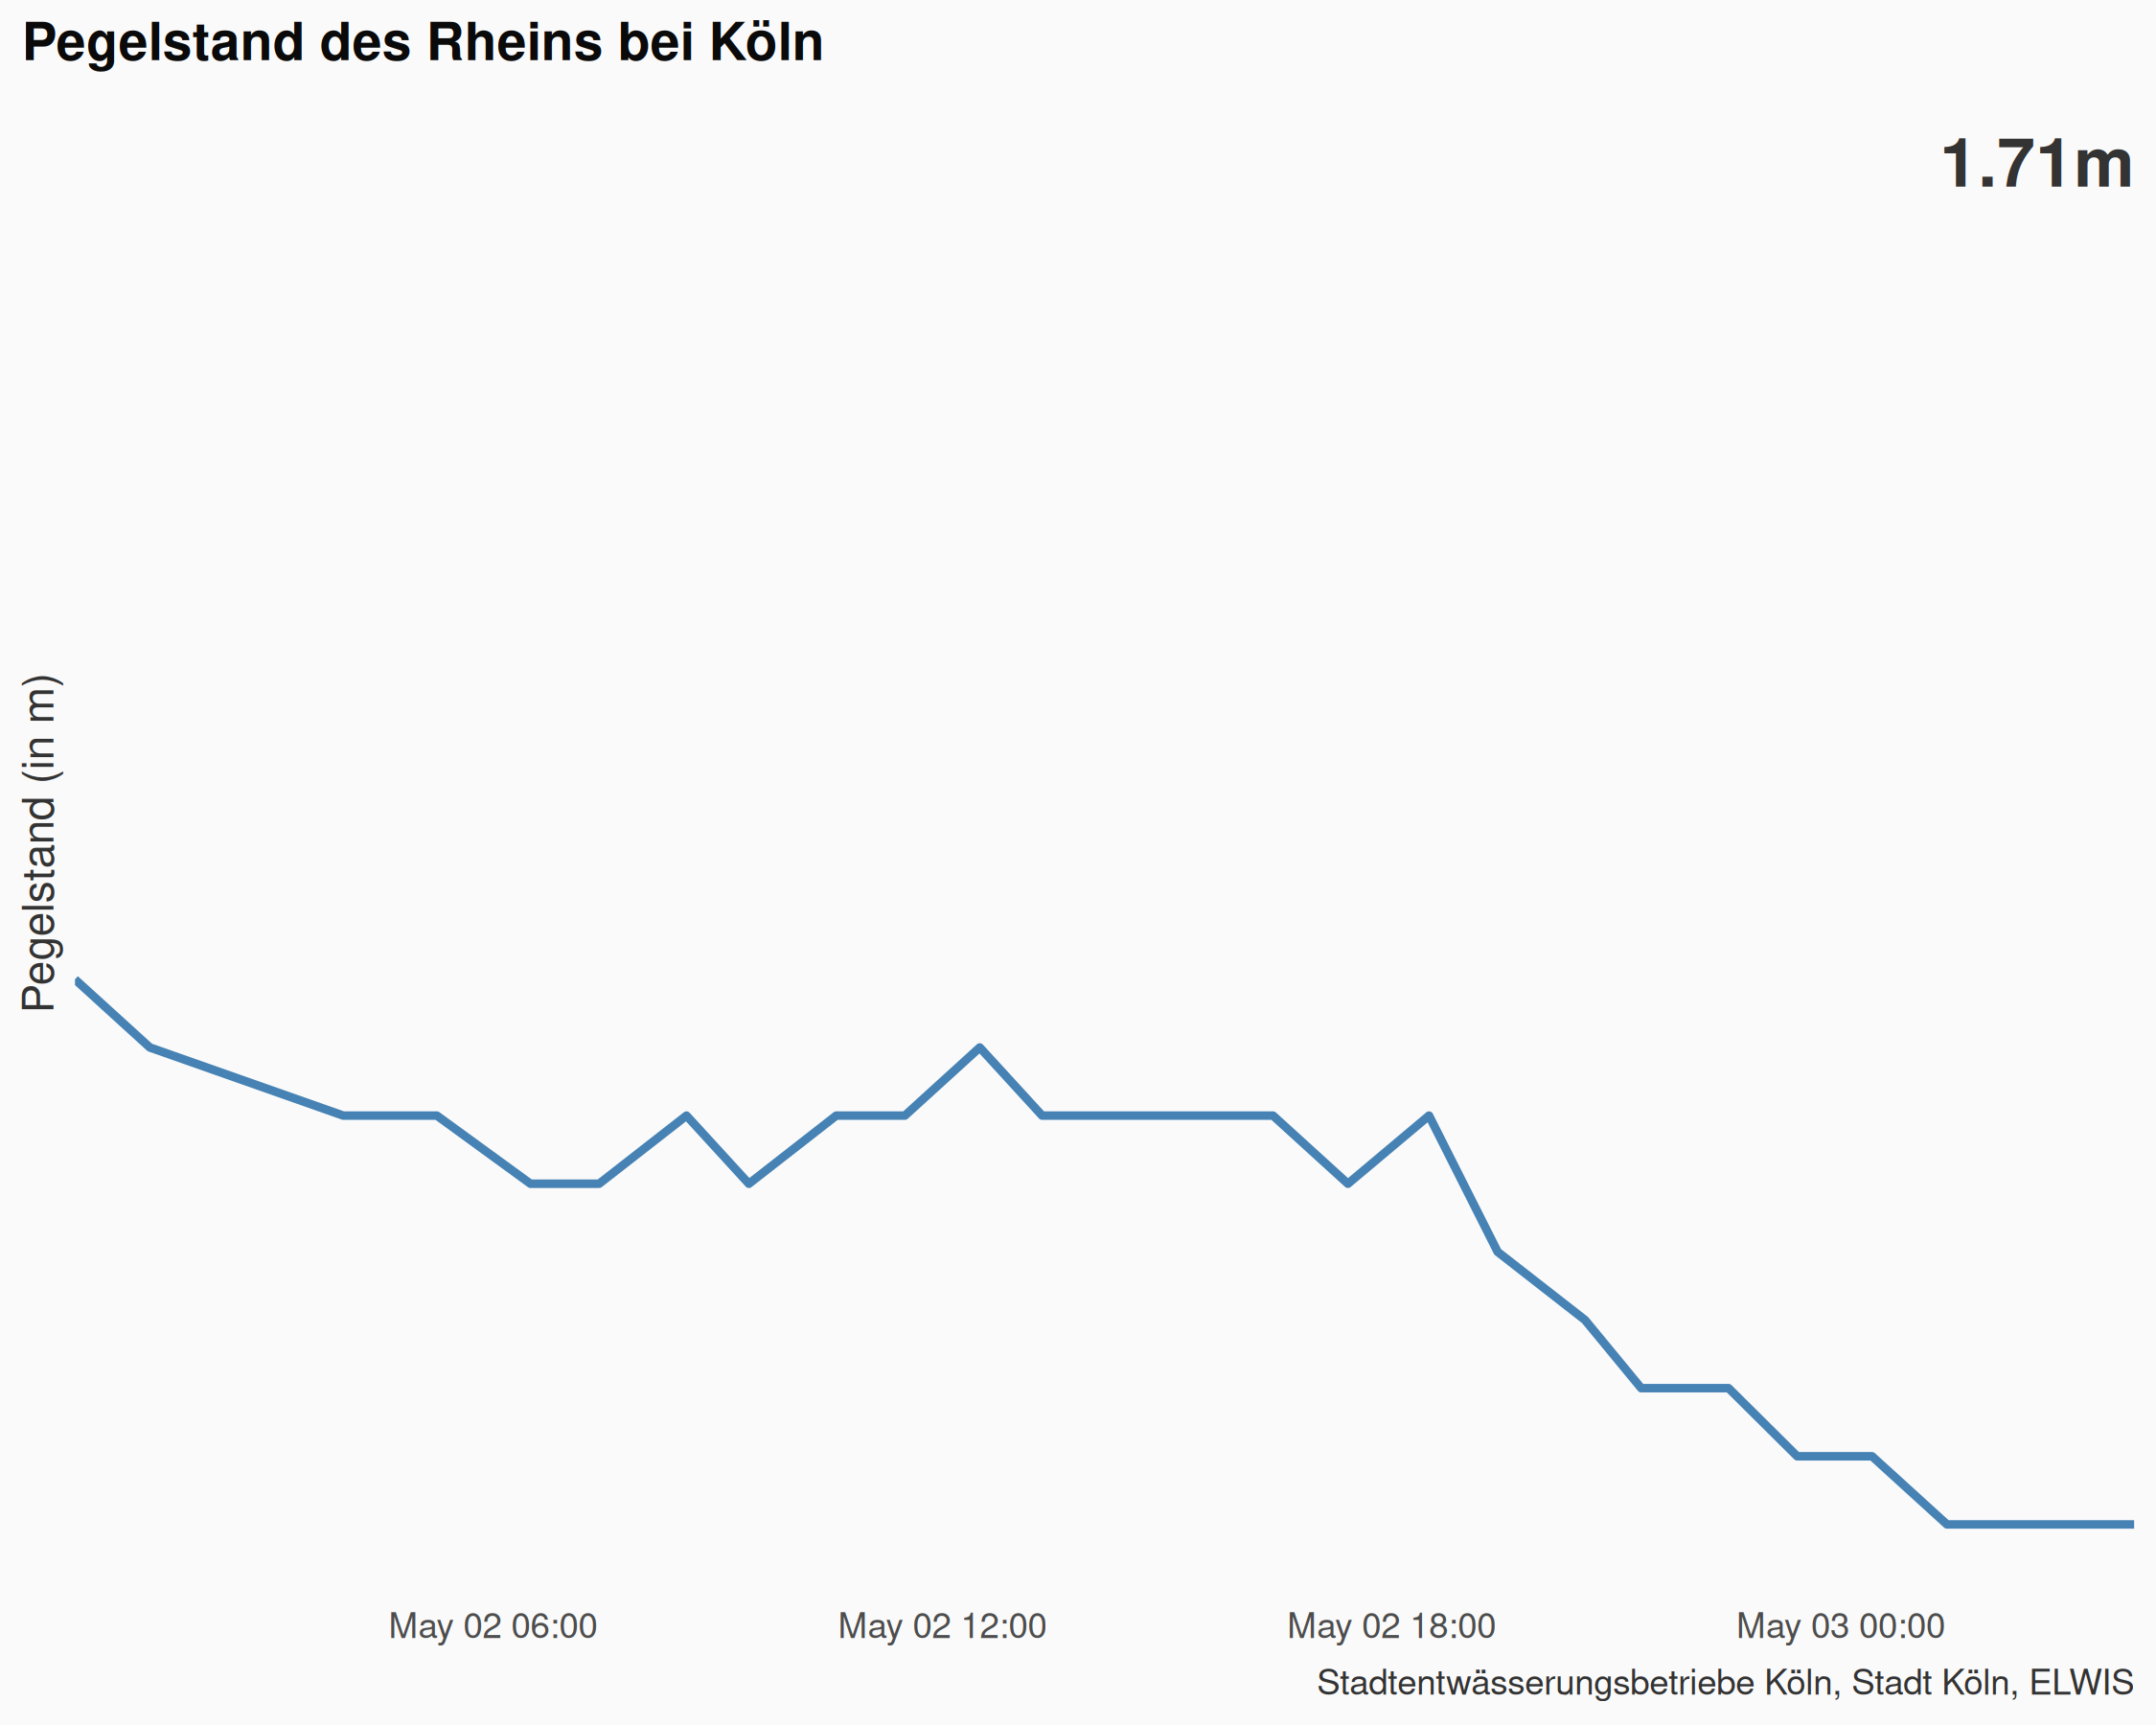 Pegelstand des Rheins bei Köln
1.71m
Pegelstand (in m)
May 02 06:00
May 02 12:00
May 02 18:00
May 03 00:00
Stadtentwässerungsbetriebe Köln, Stadt Köln, ELWIS